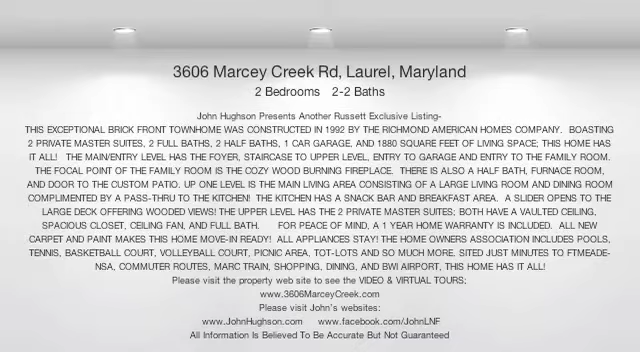 3606 Marcey Creek Rd, Laurel, Maryland
2 Bedrooms 2-2 Baths
John Hughson Presents Another Russett Exclusive Listing-
THIS EXCEPTIONAL BRICK FRONT TOWNHOME WAS CONSTRUCTED IN 1992 BY THE RICHMOND AMERICAN HOMES COMPANY. BOASTING
2 PRIVATE MASTER SUITES, 2 FULL BATHS, 2 HALF BATHS, 1 CAR GARAGE, AND 1880 SQUARE FEET OF LIVING SPACE; THIS HOME HAS
IT ALL! THE MAIN/ENTRY LEVEL HAS THE FOYER, STAIRCASE TO UPPER LEVEL, ENTRY TO GARAGE AND ENTRY TO THE FAMILY ROOM.
THE FOCAL POINT OF THE FAMILY ROOM IS THE COZY WOOD BURNING FIREPLACE. THERE IS ALSO A HALF BATH, FURNACE ROOM,
AND DOOR TO THE CUSTOM PATIO. UP ONE LEVEL IS THE MAIN LIVING AREA CONSISTING OF A LARGE LIVING ROOM AND DINING ROOM
COMPLIMENTED BY A PASS-THRU TO THE KITCHEN! THE KITCHEN HAS A SNACK BAR AND BREAKFAST AREA. A SLIDER OPENS TO THE
LARGE DECK OFFERING WOODED VIEWS! THE UPPER LEVEL HAS THE 2 PRIVATE MASTER SUITES; BOTH HAVE A VAULTED CEILING,
SPACIOUS CLOSET, CEILING FAN, AND FULL BATH. FOR PEACE OF MIND, A 1 YEAR HOME WARRANTY IS INCLUDED. ALL NEW
CARPET AND PAINT MAKES THIS HOME MOVE-IN READY! ALL APPLIANCES STAY! THE HOME OWNERS ASSOCIATION INCLUDES POOLS,
TENNIS, BASKETBALL COURT, VOLLEYBALL COURT, PICNIC AREA, TOT-LOTS AND SO MUCH MORE. SITED JUST MINUTES TO FTMEADE-
NSA, COMMUTER ROUTES, MARC TRAIN, SHOPPING, DINING, AND BWI AIRPORT, THIS HOME HAS IT ALL!
Please visit the property web site to see the VIDEO & VIRTUAL TOURS;
www.3606MarceyCreek.com
Please visit John's websites:
www.JohnHughson.com www.facebook.com/JohnLNF
All Information Is Believed To Be Accurate But Not Guaranteed